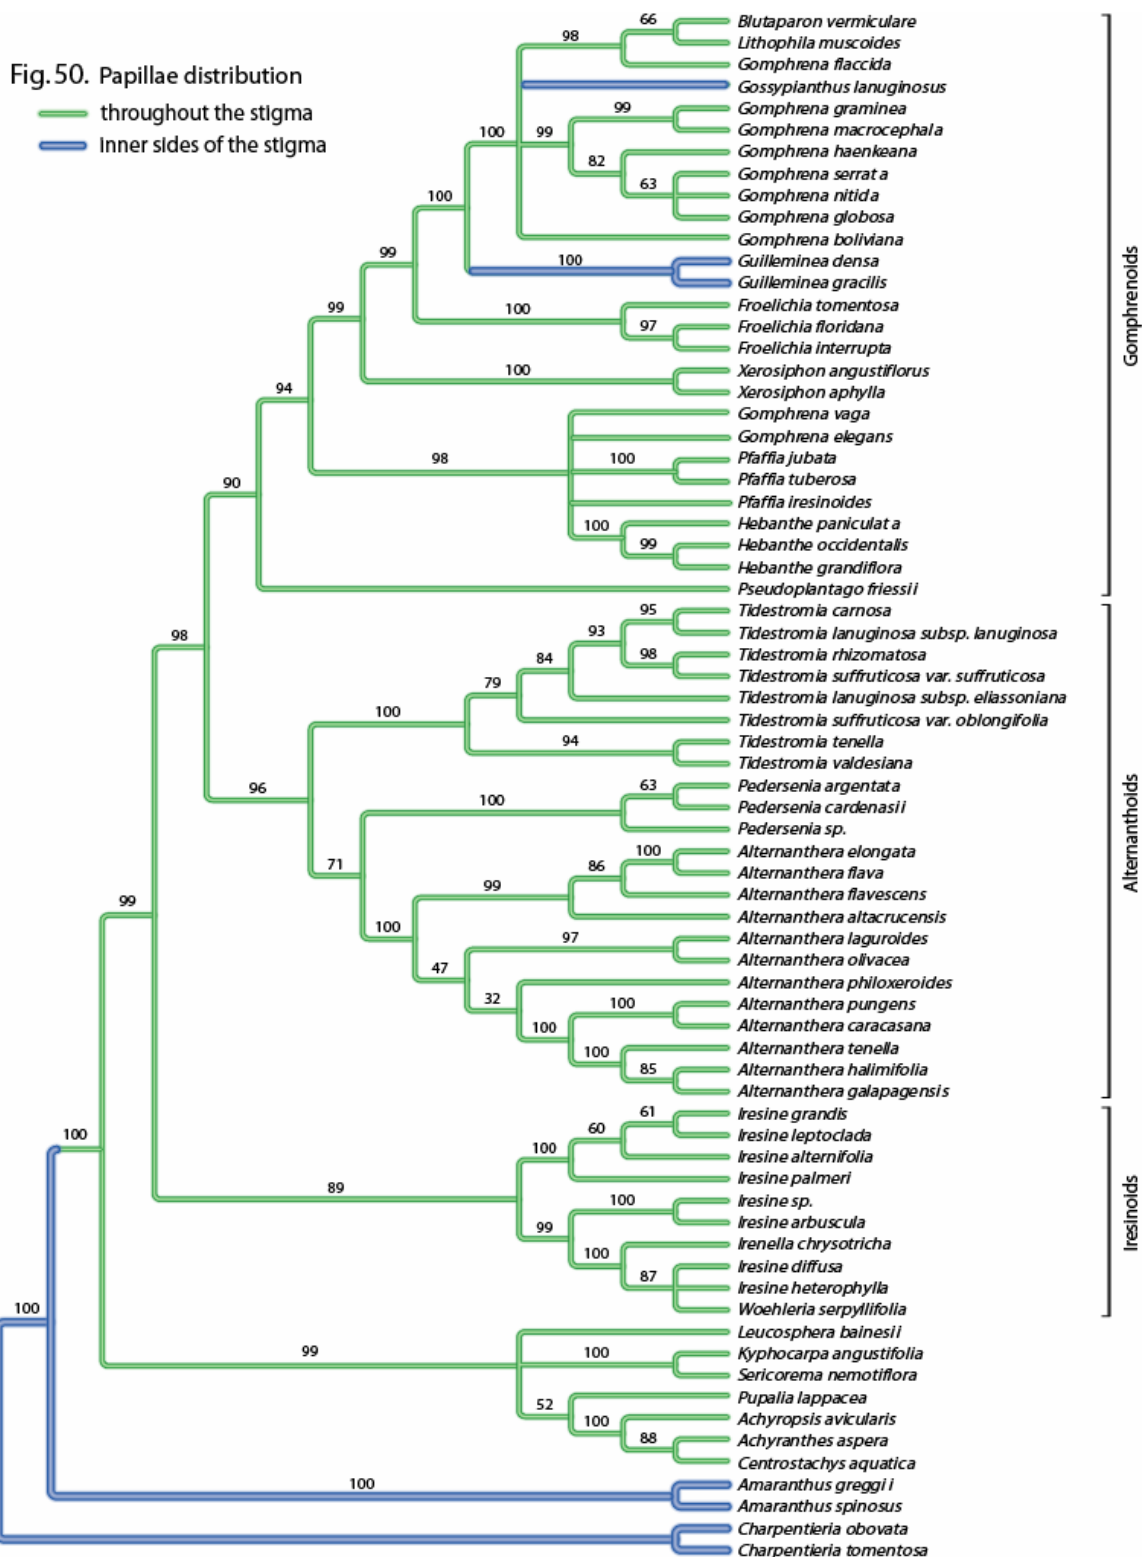 Fig. 50. Papillae distribution
throughout the stigma
Inner sides of the stigma
66
Blutaparon vermiculare
98
Lithophila muscoides
Gomphrena flaccida
Gossypianthus lanuginosus
99
Gomphrena graminea
100
99
Gomphrena macrocephala
82
Gomphrena haenkeana
63
Gomphrena serrata
100
Gomphrena nitida
Gomphrena globosa
Gomphrena boliviana
99
100
Guilleminea densa
Guilleminea gracilis
99
100
Froelichia tomentosa
97
Froelichia floridana
Froelichia interrupta
100
Xerosiphon angustiflorus
94
Xerosiphon aphylla
Gomphrena vaga
Gomphrena elegans
98
100
Pfaffia jubata
90
Pfaffia tuberosa
Pfaffia iresinoides
100
Hebanthe paniculata
99
Hebanthe occidentalis
Hebanthe grandiflora
Pseudoplantago friessii
Gomphrenoids
95
Tidestromia carnosa
98
93
Tidestromia lanuginosa subsp. lanuginosa
84
98
Tidestromia rhizomatosa
79
Tidestromia suffruticosa var. suffruticosa
Tidestromia lanuginosa subsp. eliassoniana
100
Tidestromia suffruticosa var. oblongifolia
94
Tidestromia tenella
Tidestromia valdesiana
96
63
Pedersenia argentata
100
Pedersenia cardenasii
Pedersenia sp.
71
100
Alternanthera elongata
86
Alternanthera flava
99
99
Alternanthera flavescens
Alternanthera altacrucensis
100
97
Alternanthera laguroides
47
Alternanthera olivacea
32
Alternanthera philoxeroides
100
100
Alternanthera pungens
Alternanthera caracasana
100
Alternanthera tenella
85
Alternanthera halimifolia
Alternanthera galapagensis
Alternantholds
61
Iresine grandis
100
100
60
Iresine leptoclada
Iresine alternifolia
89
Iresine palmeri
100
Iresine sp.
99
Iresine arbuscula
100
Irenella chrysotricha
87
Iresine diffusa
Iresine heterophylla
100
Woehleria serpyllifolia
Iresinoids
Leucosphera bainesii
99
100
Kyphocarpa angustifolia
Sericorema nemotiflora
52
Pupalia lappacea
100
Achyropsis avicularis
88
Achyranthes aspera
Centrostachys aquatica
100
Amaranthus greggii
Amaranthus spinosus
Charpentieria obovata
Charpentieria tomentosa